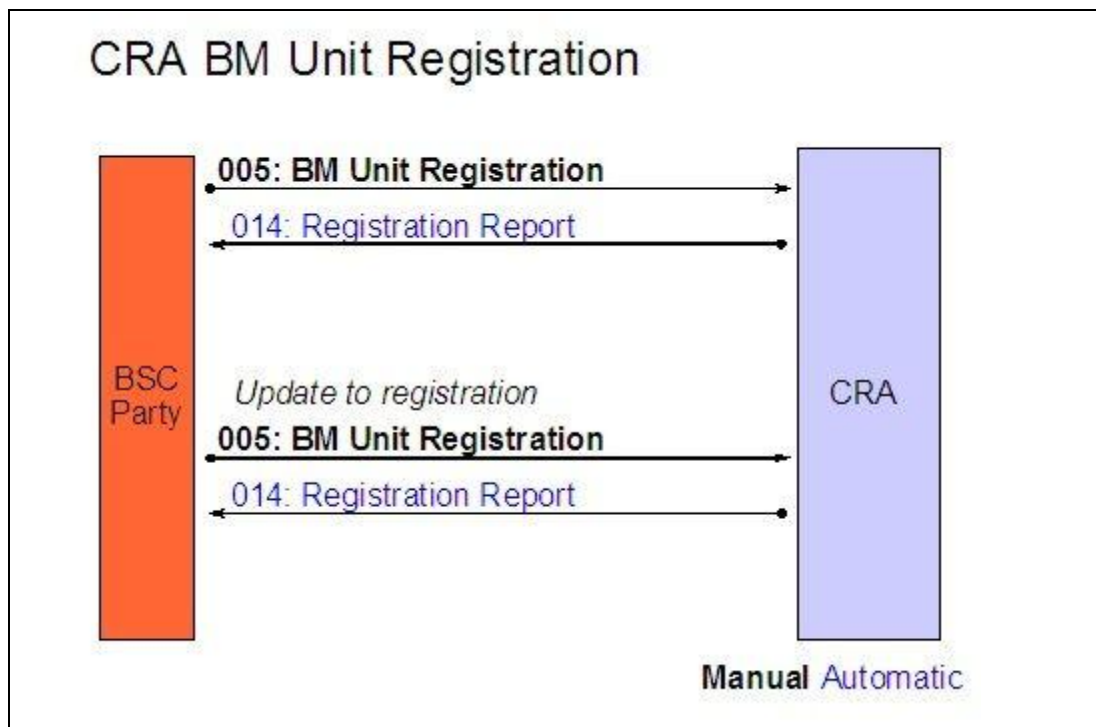 CRA BM Unit Registration
005: BM Unit Registration
014: Registration Report
BSC
Party
CRA
Update to registration
005: BM Unit Registration
014: Registration Report
Manual Automatic